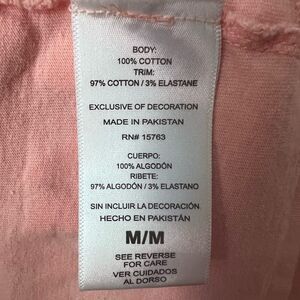 BODY:
100% COTTON
TRIM:
97% COTTON / 3% ELASTANE
EXCLUSIVE OF DECORATION
MADE IN PAKISTAN
RN# 15763
CUERPO:
100% ALGODÓN
RIBETE:
97% ALGODÓN / 3% ELASTANO
SIN INCLUIR LA DECORACIÓN
HECHO EN PAKISTÁN
M/M
SEE REVERSE
FOR CARE
VER CUIDADOS
AL DORSO